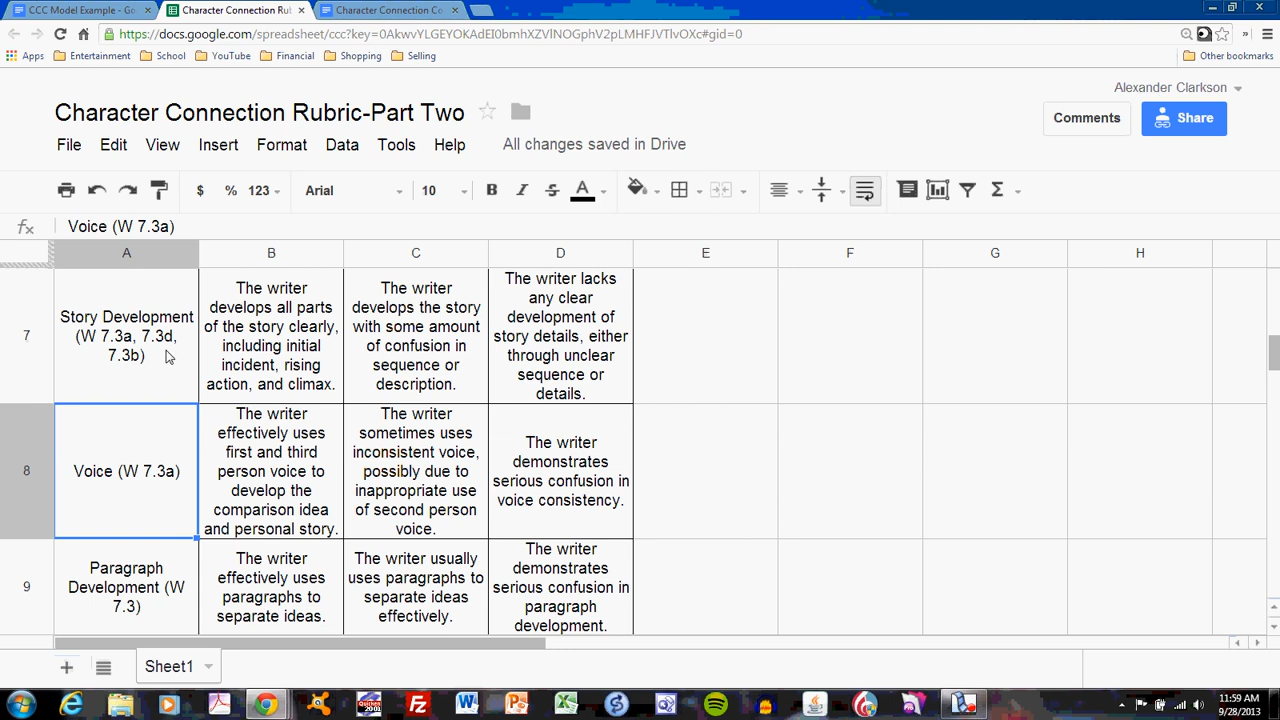 CCC Model Example - Go
Character Connection Rub
Character Connection Co
https://docs.google.com/spreadsheet/ccc?key=
#gid=0
Apps Entertainment School YouTube Financial Shopping Selling Other bookmarks
Alexander Clarkson
Character Connection Rubric-Part Two
Comments Share
File Edit View Insert Format Data Tools Help All changes saved in Drive
$ % 123 Arial 10 B I S A Σ
fx Voice (W 7.3a)
A B C D E F G H
7
Story Development
(W 7.3a, 7.3d,
7.3b)
The writer
develops all parts
of the story clearly,
including initial
incident, rising
action, and climax.
The writer
develops the story
with some amount
of confusion in
sequence or
description.
The writer lacks
any clear
development of
story details, either
through unclear
sequence or
details.
8
Voice (W 7.3a)
The writer
effectively uses
first and third
person voice to
develop the
comparison idea
and personal story.
The writer
sometimes uses
inconsistent voice,
possibly due to
inappropriate use
of second person
voice.
The writer
demonstrates
serious confusion in
voice consistency.
9
Paragraph
Development (W
7.3)
The writer
effectively uses
paragraphs to
separate ideas.
The writer usually
uses paragraphs to
separate ideas
effectively.
The writer
demonstrates
serious confusion in
paragraph
development.
Sheet1
11:59 AM
9/28/2013